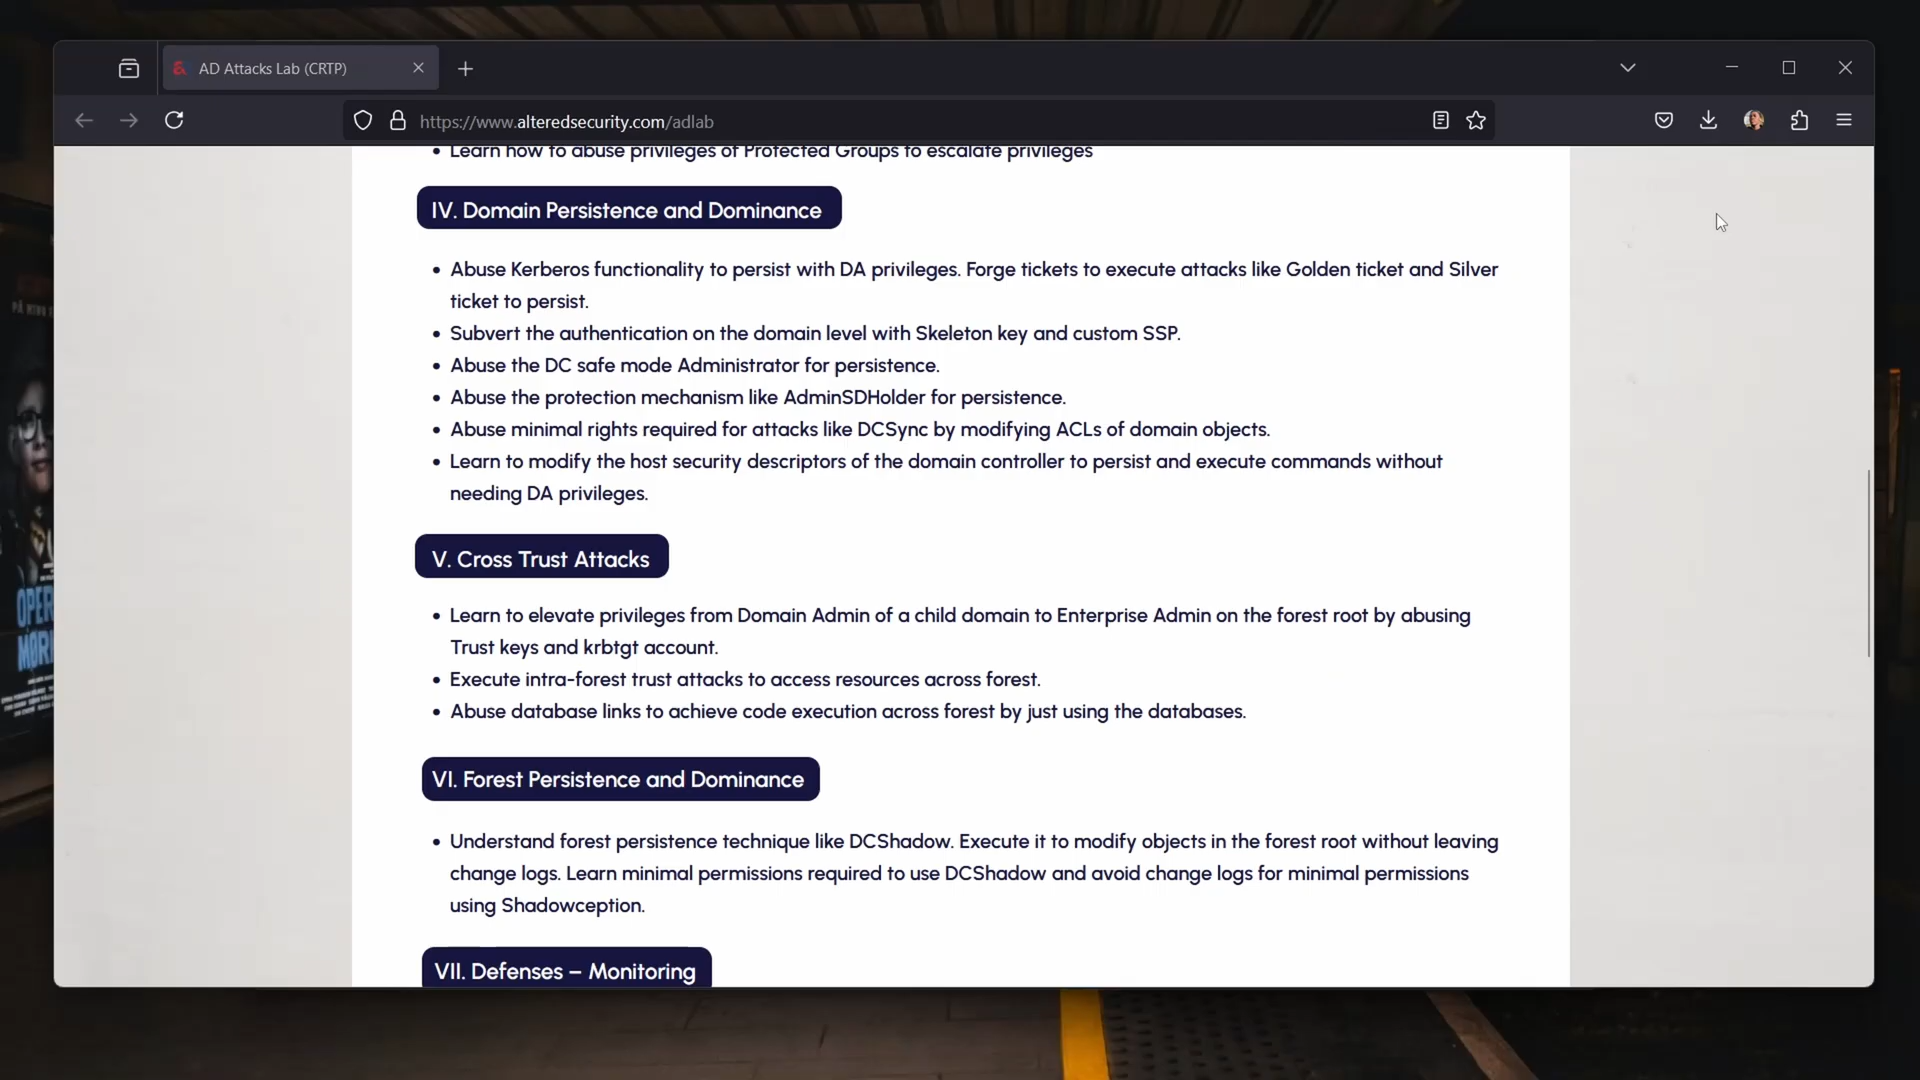 AD Attacks Lab (CRTP)
https://www.alteredsecurity.com/adlab
• Learn how to abuse privileges of Protected Groups to escalate privileges
IV. Domain Persistence and Dominance
• Abuse Kerberos functionality to persist with DA privileges. Forge tickets to execute attacks like Golden ticket and Silver
ticket to persist.
• Subvert the authentication on the domain level with Skeleton key and custom SSP.
• Abuse the DC safe mode Administrator for persistence.
• Abuse the protection mechanism like AdminSDHolder for persistence.
• Abuse minimal rights required for attacks like DCSync by modifying ACLs of domain objects.
• Learn to modify the host security descriptors of the domain controller to persist and execute commands without
needing DA privileges.
V. Cross Trust Attacks
• Learn to elevate privileges from Domain Admin of a child domain to Enterprise Admin on the forest root by abusing
Trust keys and krbtgt account.
• Execute intra-forest trust attacks to access resources across forest.
• Abuse database links to achieve code execution across forest by just using the databases.
VI. Forest Persistence and Dominance
• Understand forest persistence technique like DCShadow. Execute it to modify objects in the forest root without leaving
change logs. Learn minimal permissions required to use DCShadow and avoid change logs for minimal permissions
using Shadowception.
VII. Defenses – Monitoring